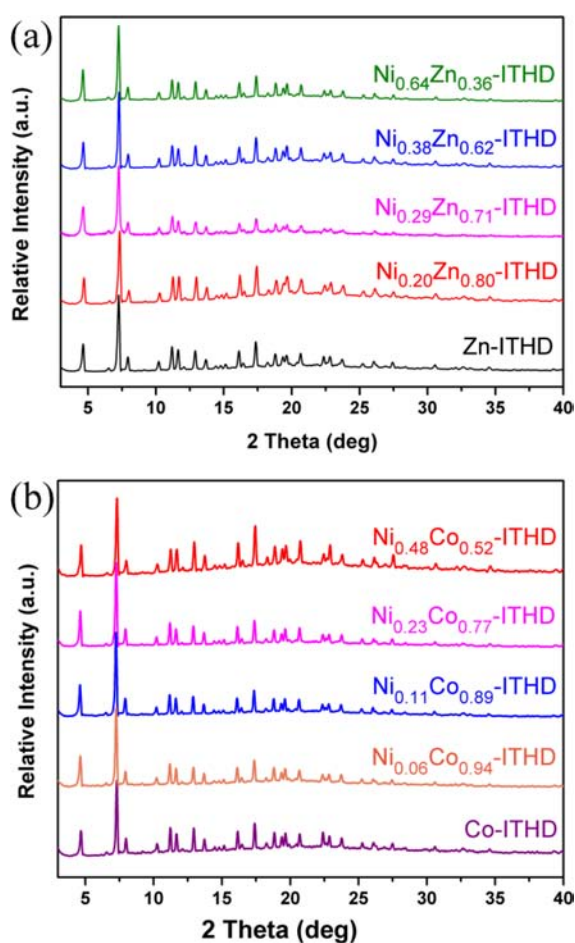 (a)
Ni0.64Zn0.36-ITHD
Ni0.38Zn0.62-ITHD
Ni0.29Zn0.71-ITHD
Ni0.20Zn0.80-ITHD
Zn-ITHD
Relative Intensity (a.u.)
5 10 15 20 25 30 35 40
2 Theta (deg)
(b)
Ni0.48Co0.52-ITHD
Ni0.23Co0.77-ITHD
Ni0.11Co0.89-ITHD
Ni0.06Co0.94-ITHD
Co-ITHD
Relative Intensity (a.u.)
5 10 15 20 25 30 35 40
2 Theta (deg)